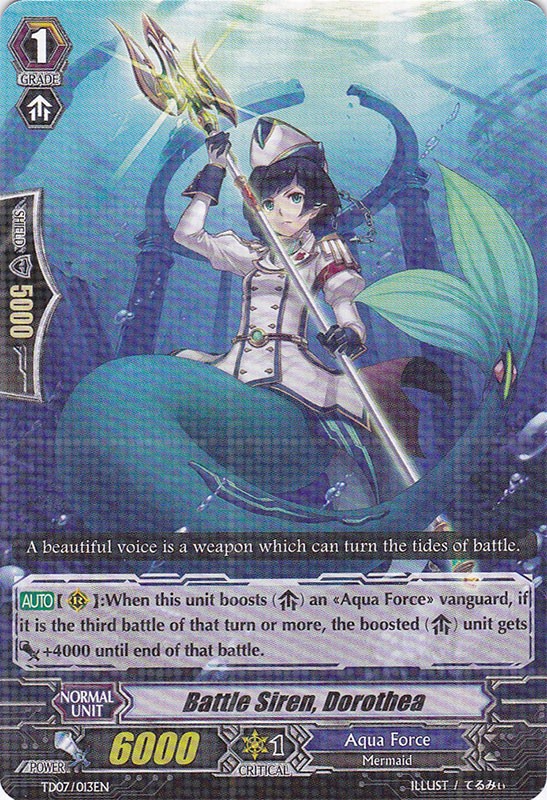 1
GRADE
SHIELD
5000
A beautiful voice is a weapon which can turn the tides of battle.
AUTO [ R ]:When this unit boosts ( ) an «Aqua Force» vanguard, if
it is the third battle of that turn or more, the boosted ( ) unit gets
+4000 until end of that battle.
NORMAL
UNIT
Battle Siren, Dorothea
POWER
6000
1
CRITICAL
Aqua Force
Mermaid
TD07/013EN
ILLUST / てるみぃ